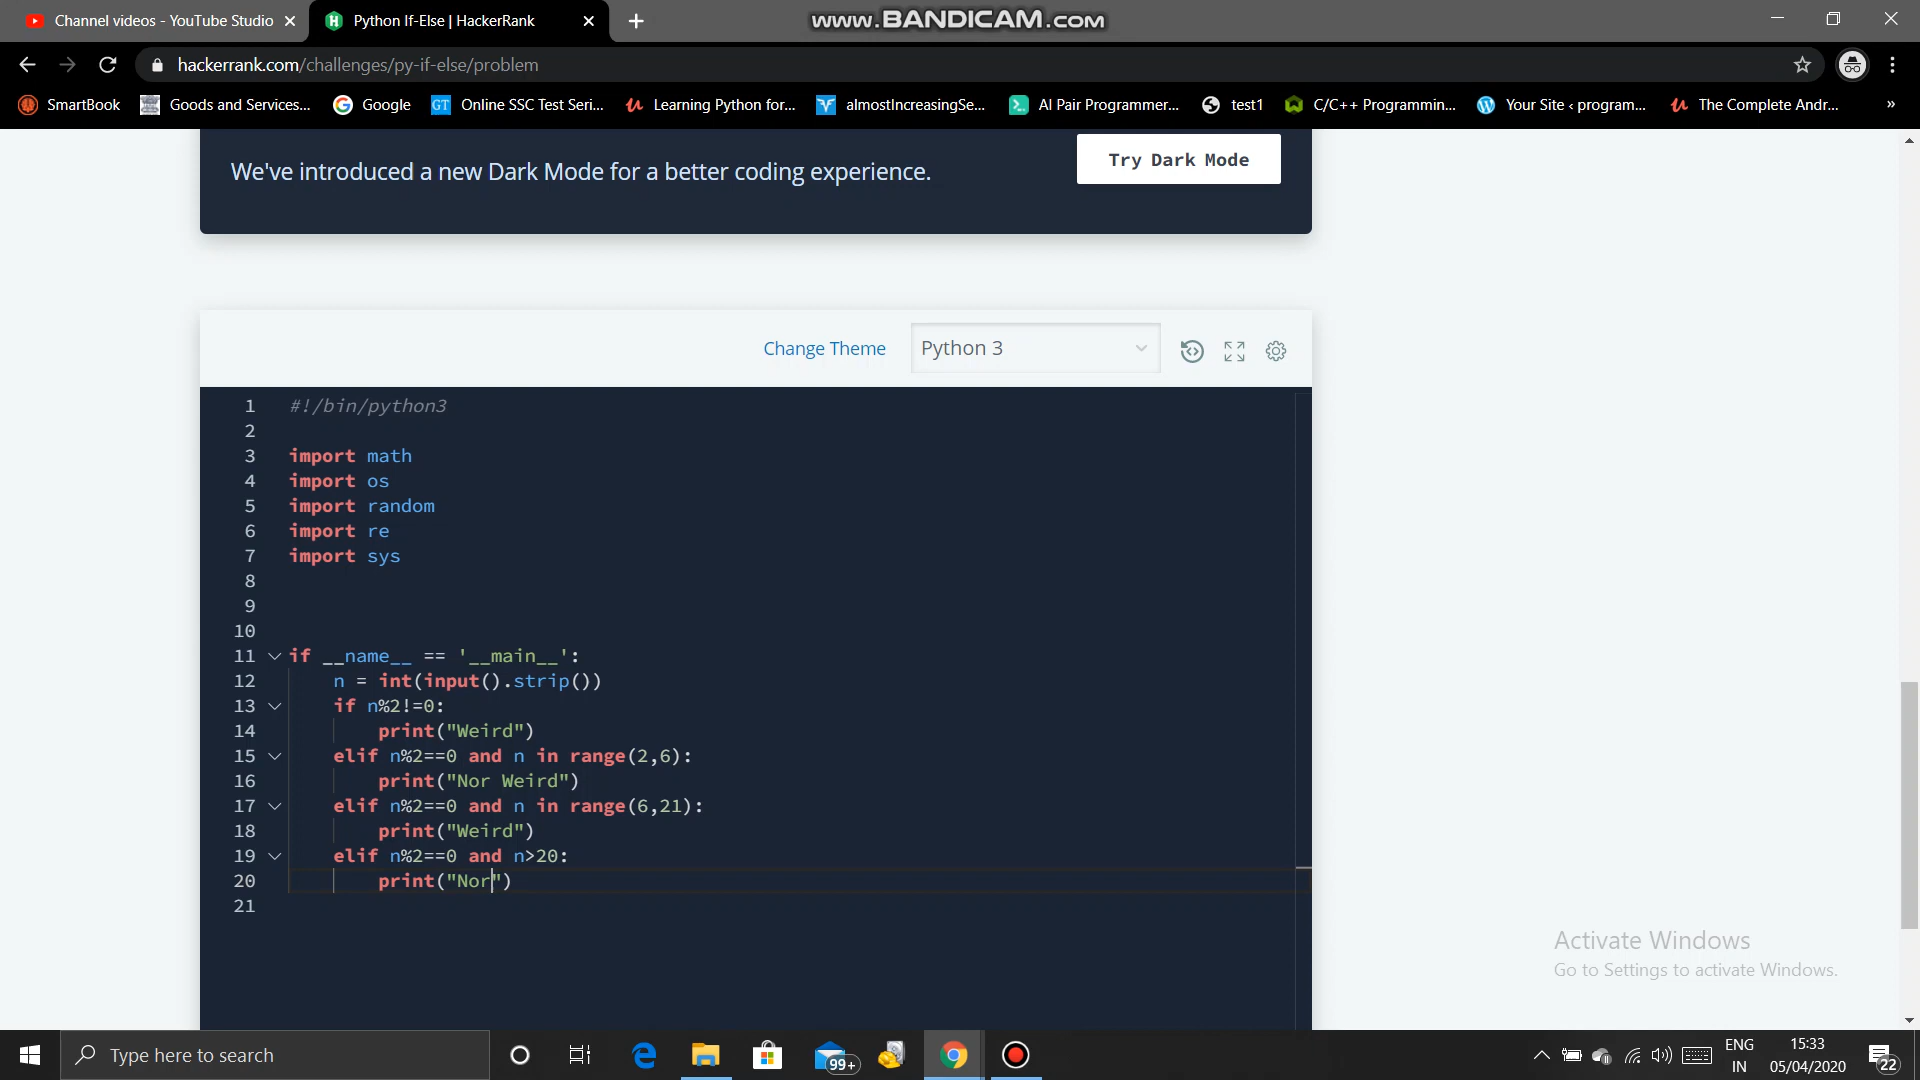 Channel videos - YouTube Studio
Python If-Else | HackerRank
www.BANDICAM.com
hackerrank.com/challenges/py-if-else/problem
SmartBook
Goods and Services...
Google
GT
Online SSC Test Seri...
Learning Python for...
almostIncreasingSe...
AI Pair Programmer...
test1
C/C++ Programmin...
Your Site ‹ program...
The Complete Andr...
»
We've introduced a new Dark Mode for a better coding experience.
Try Dark Mode
Change Theme
Python 3
1 #!/bin/python3
2
3 import math
4 import os
5 import random
6 import re
7 import sys
8
9
10
11 if __name__ == '__main__':
12 n = int(input().strip())
13 if n%2!=0:
14 print("Weird")
15 elif n%2==0 and n in range(2,6):
16 print("Nor Weird")
17 elif n%2==0 and n in range(6,21):
18 print("Weird")
19 elif n%2==0 and n>20:
20 print("Nor")
21
Activate Windows
Go to Settings to activate Windows.
Type here to search
99+
ENG
IN
15:33
05/04/2020
22